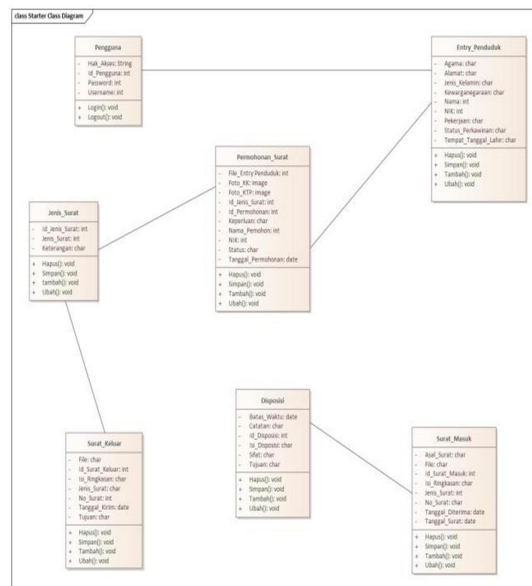 class Starter Class Diagram
Pengguna
- Hak_Akses: String
- Id_Pengguna: int
- Password: int
- Username: int
+ Login(): void
+ Logout(): void
Entry_Penduduk
- Agama: char
- Alamat: char
- Jenis_Kelamin: char
- Kewarganegaraan: char
- Nama: int
- NIK: int
- Pekerjaan: char
- Status_Perkawinan: char
- Tempat_Tanggal_Lahir: char
+ Hapus(): void
+ Simpan(): void
+ Tambah(): void
+ Ubah(): void
Permohonan_Surat
- File_Entry Penduduk: int
- Foto_KK: image
- Foto_KTP: image
- Id_Jenis_Surat: int
- Id_Permohonan: int
- Keperluan: char
- Nama_Pemohon: int
- NIK: int
- Status: char
- Tanggal_Permohonan: date
+ Hapus(): void
+ Simpan(): void
+ Tambah(): void
+ Ubah(): void
Jenis_Surat
- Id_Jenis_Surat: int
- Jenis_Surat: int
- Keterangan: char
+ Hapus(): void
+ Simpan(): void
+ tambah(): void
+ Ubah(): void
Surat_Keluar
- File: char
- Id_Surat_Keluar: int
- Isi_Ringkasan: char
- Jenis_Surat: char
- No_Surat: int
- Tanggal_Kirim: date
- Tujuan: char
+ Hapus(): void
+ Simpan(): void
+ Tambah(): void
+ Ubah(): void
Disposisi
- Batas_Waktu: date
- Catatan: char
- Id_Disposisi: int
- Isi_Disposisi: char
- Sifat: char
- Tujuan: char
+ Hapus(): void
+ Simpan(): void
+ Tambah(): void
+ Ubah(): void
Surat_Masuk
- Asal_Surat: char
- File: char
- Id_Surat_Masuk: int
- Isi_Ringkasan: char
- Jenis_Surat: int
- No_Surat: char
- Tanggal_Diterima: date
- Tanggal_Surat: date
+ Hapus(): void
+ Simpan(): void
+ Tambah(): void
+ Ubah(): void